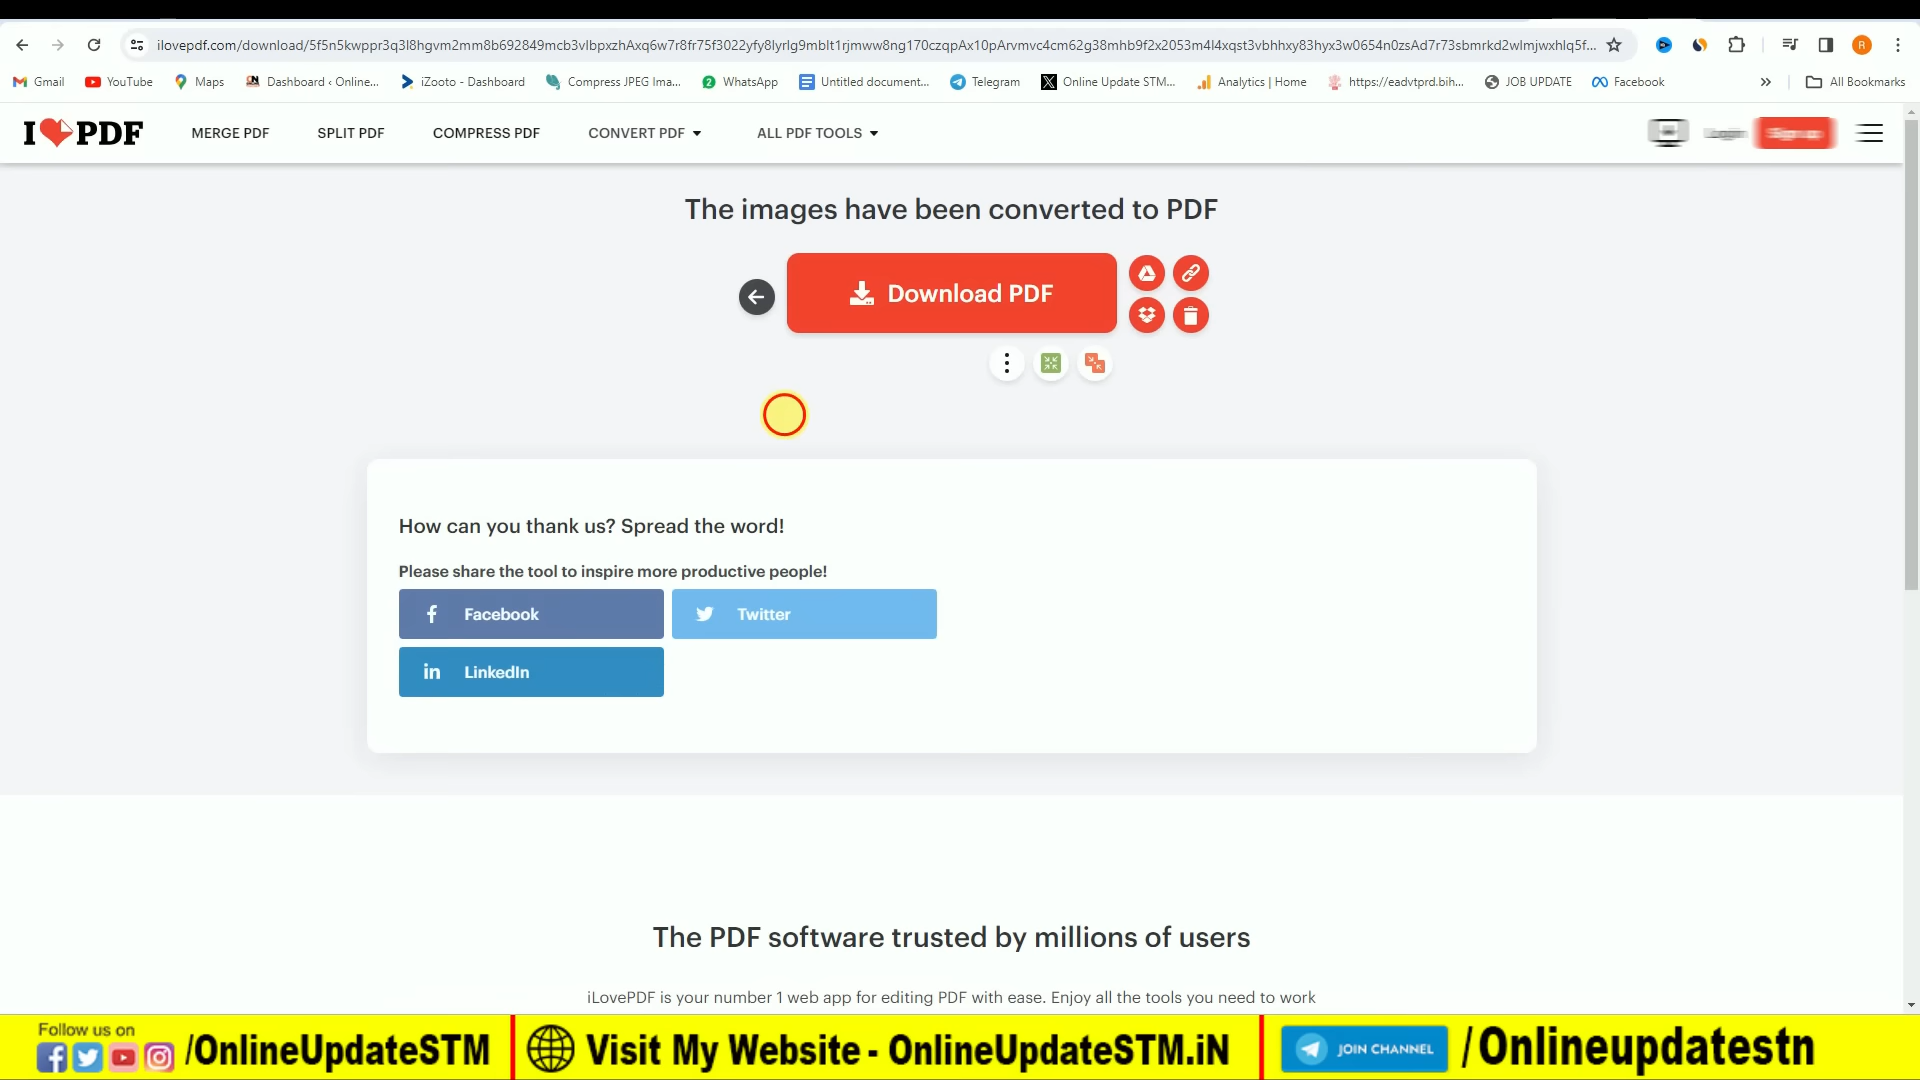 ilovepdf.com/download/5f5n5kwppr3q3l8hgvm2mm8b692849mcb3vlbpxzhAxq6w7r8fr75f3022yfy8lyrlg9mblt1rjmww8ng170czqpAx10pArvmvc4cm62g38mhb9f2x2053m4l4xqst3vbhhxy83hyx3w0654n0zsAd7r73sbmrkd2wlmjwxhlq5f...
Gmail YouTube Maps Dashboard ‹ Online... iZooto - Dashboard Compress JPEG Ima... WhatsApp Untitled document... Telegram Online Update STM... Analytics | Home https://eadvtprd.bih... JOB UPDATE Facebook » All Bookmarks
I PDF MERGE PDF SPLIT PDF COMPRESS PDF CONVERT PDF ALL PDF TOOLS
The images have been converted to PDF
Download PDF
How can you thank us? Spread the word!
Please share the tool to inspire more productive people!
Facebook Twitter
LinkedIn
The PDF software trusted by millions of users
iLovePDF is your number 1 web app for editing PDF with ease. Enjoy all the tools you need to work
Follow us on
/OnlineUpdateSTM Visit My Website - OnlineUpdateSTM.iN JOIN CHANNEL /Onlineupdatestn